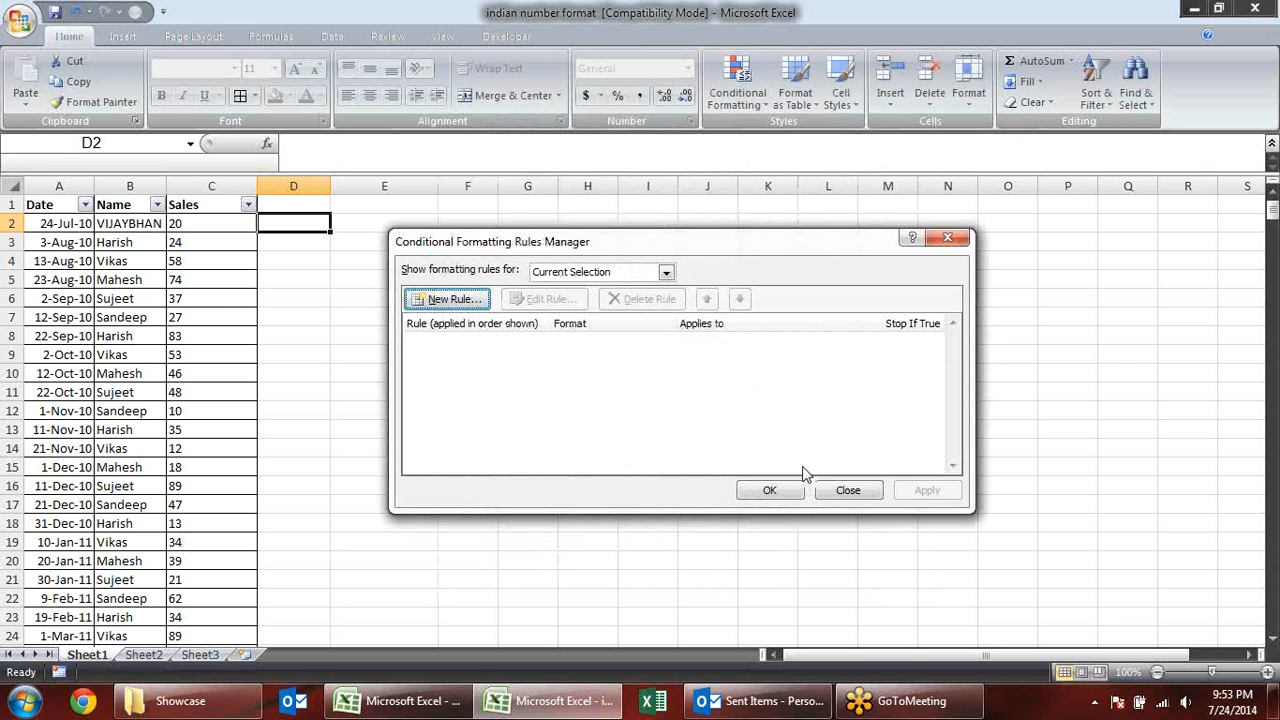 indian number format [Compatibility Mode] - Microsoft Excel
Home Insert Page Layout Formulas Data Review View Developer
Paste Cut Copy Format Painter Clipboard
11 A A B I U A Font
Wrap Text Merge & Center Alignment
General $ % , Number
Conditional Formatting Format as Table Cell Styles Styles
Insert Delete Format Cells
Σ AutoSum Fill Clear Sort & Filter Find & Select Editing
D2 fx
A B C D E F G H I J K L M N O P Q R S
1 Date Name Sales
2 24-Jul-10 VIJAYBHAN 20
3 3-Aug-10 Harish 24
4 13-Aug-10 Vikas 58
5 23-Aug-10 Mahesh 74
6 2-Sep-10 Sujeet 37
7 12-Sep-10 Sandeep 27
8 22-Sep-10 Harish 83
9 2-Oct-10 Vikas 53
10 12-Oct-10 Mahesh 46
11 22-Oct-10 Sujeet 48
12 1-Nov-10 Sandeep 10
13 11-Nov-10 Harish 35
14 21-Nov-10 Vikas 12
15 1-Dec-10 Mahesh 18
16 11-Dec-10 Sujeet 89
17 21-Dec-10 Sandeep 47
18 31-Dec-10 Harish 13
19 10-Jan-11 Vikas 34
20 20-Jan-11 Mahesh 39
21 30-Jan-11 Sujeet 21
22 9-Feb-11 Sandeep 62
23 19-Feb-11 Harish 34
24 1-Mar-11 Vikas 89
Conditional Formatting Rules Manager ?
Show formatting rules for: Current Selection
New Rule... Edit Rule... Delete Rule
Rule (applied in order shown) Format Applies to Stop If True
OK Close Apply
Sheet1 Sheet2 Sheet3
Ready 100%
Showcase Microsoft Excel - ... Microsoft Excel - i... Sent Items - Perso... GoToMeeting
9:53 PM
7/24/2014